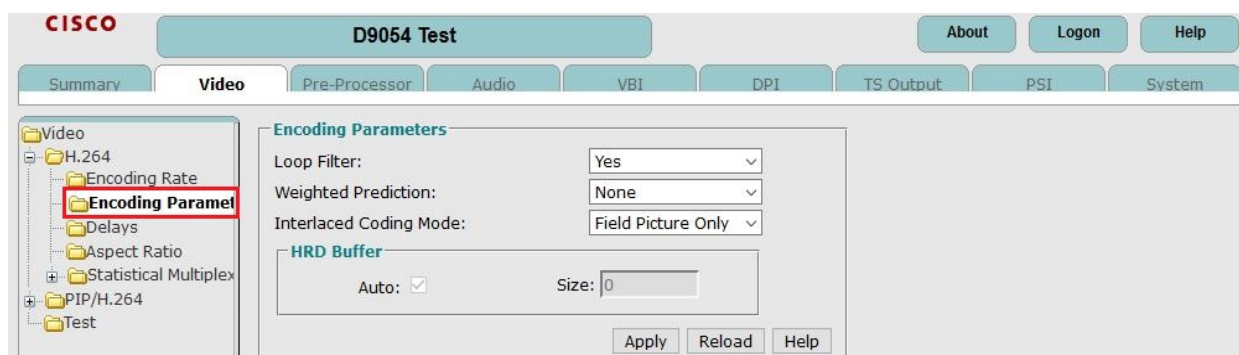 CISCO
D9054 Test
About
Logon
Help
Summary
Video
Pre-Processor
Audio
VBI
DPI
TS Output
PSI
System
Video
H.264
Encoding Rate
Encoding Paramet
Delays
Aspect Ratio
Statistical Multiplex
PIP/H.264
Test
Encoding Parameters
Loop Filter: Yes
Weighted Prediction: None
Interlaced Coding Mode: Field Picture Only
HRD Buffer
Auto: Size: 0
Apply Reload Help